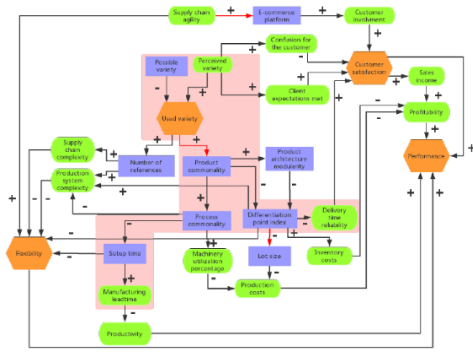 Supply chain
agility
E-commerce
platform
Customer
involvement
Possible
variety
Perceived
variety
Confusion for
the customer
Customer
satisfaction
Sales
income
Client
expectations met
Profitability
Used variety
Performance
Supply
chain
complexity
Number of
references
Product
commonality
Product
architecture
modularity
Production
system
complexity
Process
commonality
Differentiation
point index
Delivery
time
reliability
Flexibility
Setup time
Machinery
utilization
percentage
Lot size
Inventory
costs
Manufacturing
leadtime
Production
costs
Productivity